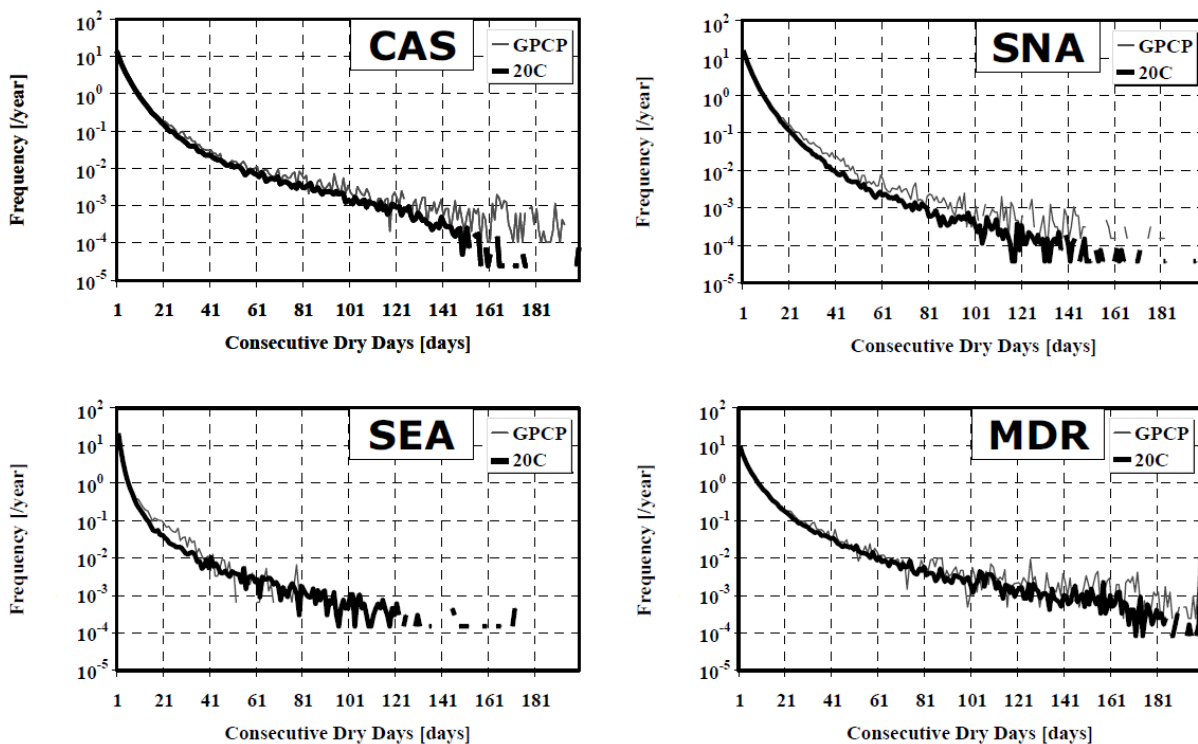 CAS
GPCP
20C
Frequency [/year]
10^2
10^1
10^0
10^-1
10^-2
10^-3
10^-4
10^-5
1 21 41 61 81 101 121 141 161 181
Consecutive Dry Days [days]
SNA
GPCP
20C
Frequency [/year]
10^2
10^1
10^0
10^-1
10^-2
10^-3
10^-4
10^-5
1 21 41 61 81 101 121 141 161 181
Consecutive Dry Days [days]
SEA
GPCP
20C
Frequency [/year]
10^2
10^1
10^0
10^-1
10^-2
10^-3
10^-4
10^-5
1 21 41 61 81 101 121 141 161 181
Consecutive Dry Days [days]
MDR
GPCP
20C
Frequency [/year]
10^2
10^1
10^0
10^-1
10^-2
10^-3
10^-4
10^-5
1 21 41 61 81 101 121 141 161 181
Consecutive Dry Days [days]